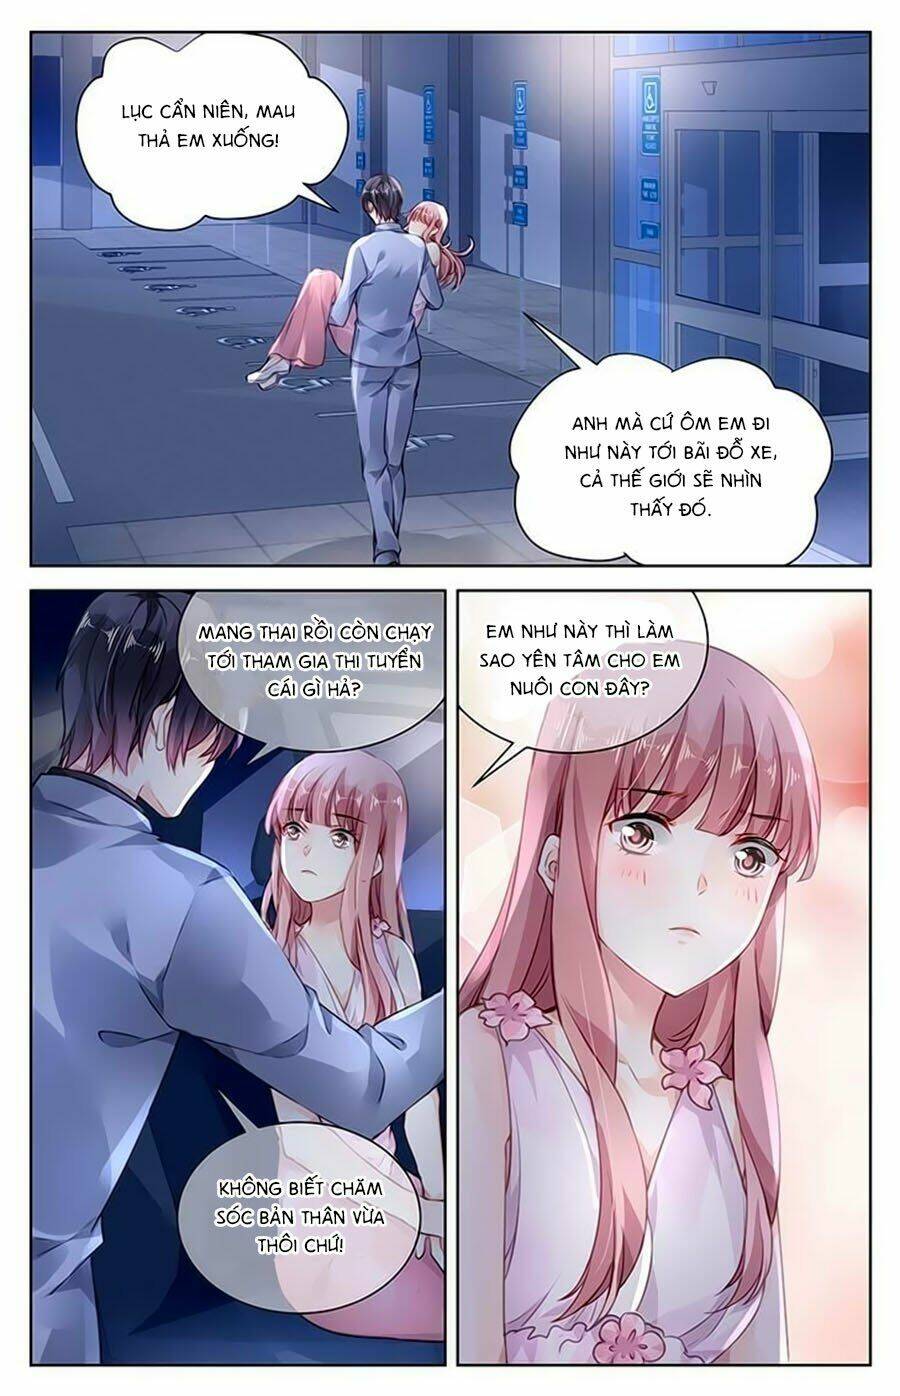 LỤC CẨN NIÊN, MAU
THẢ EM XUỐNG!
ANH MÀ CỨ ÔM EM ĐI
NHƯ NÀY TỚI BÃI ĐỖ XE,
CẢ THẾ GIỚI SẼ NHÌN
THẤY ĐÓ.
MANG THAI RỒI CÒN CHẠY
TỚI THAM GIA THI TUYỂN
CÁI GÌ HẢ?
EM NHƯ NÀY THÌ LÀM
SAO YÊN TÂM CHO EM
NUÔI CON ĐÂY?
KHÔNG BIẾT CHĂM
SÓC BẢN THÂN VỪA
THÔI CHỨ!